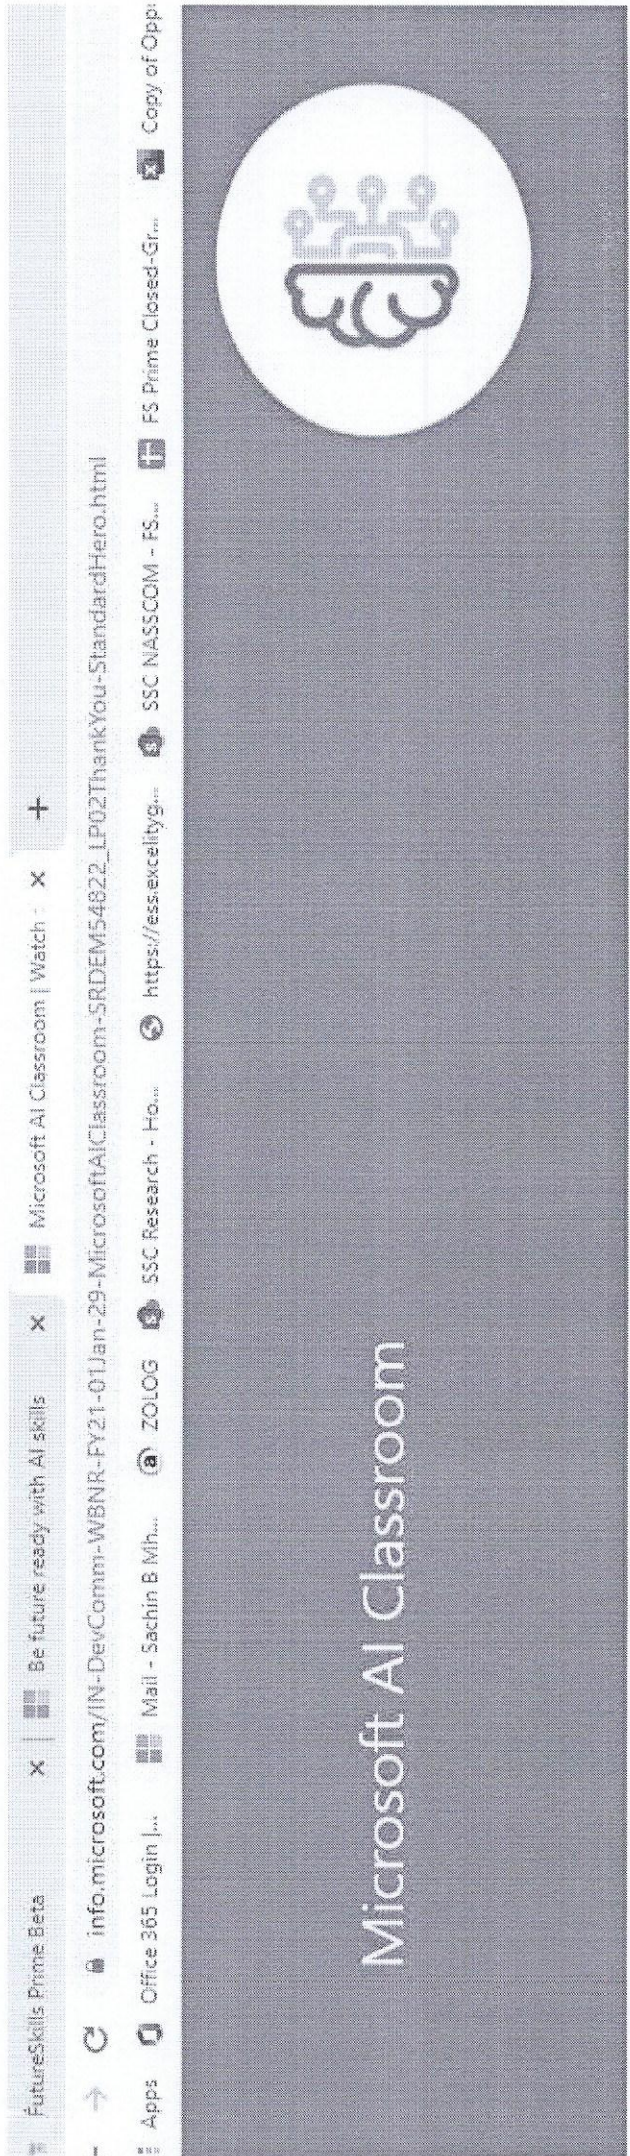 FutureSkills Prime Beta
Be future ready with AI skills
Microsoft AI Classroom | Watch :
info.microsoft.com/IN-DevComm-WBNR-FY21-01Jan-29-MicrosoftAIClassroom-SRDEM54822_LP02ThankYou-StandardHero.html
Apps Office 365 Login |... Mail - Sachin B Mh... ZOLOG SSC Research - Ho... https://ess.excelityg... SSC NASSCOM - FS... FS Prime Closed-Gr... Copy of Opp
Microsoft AI Classroom